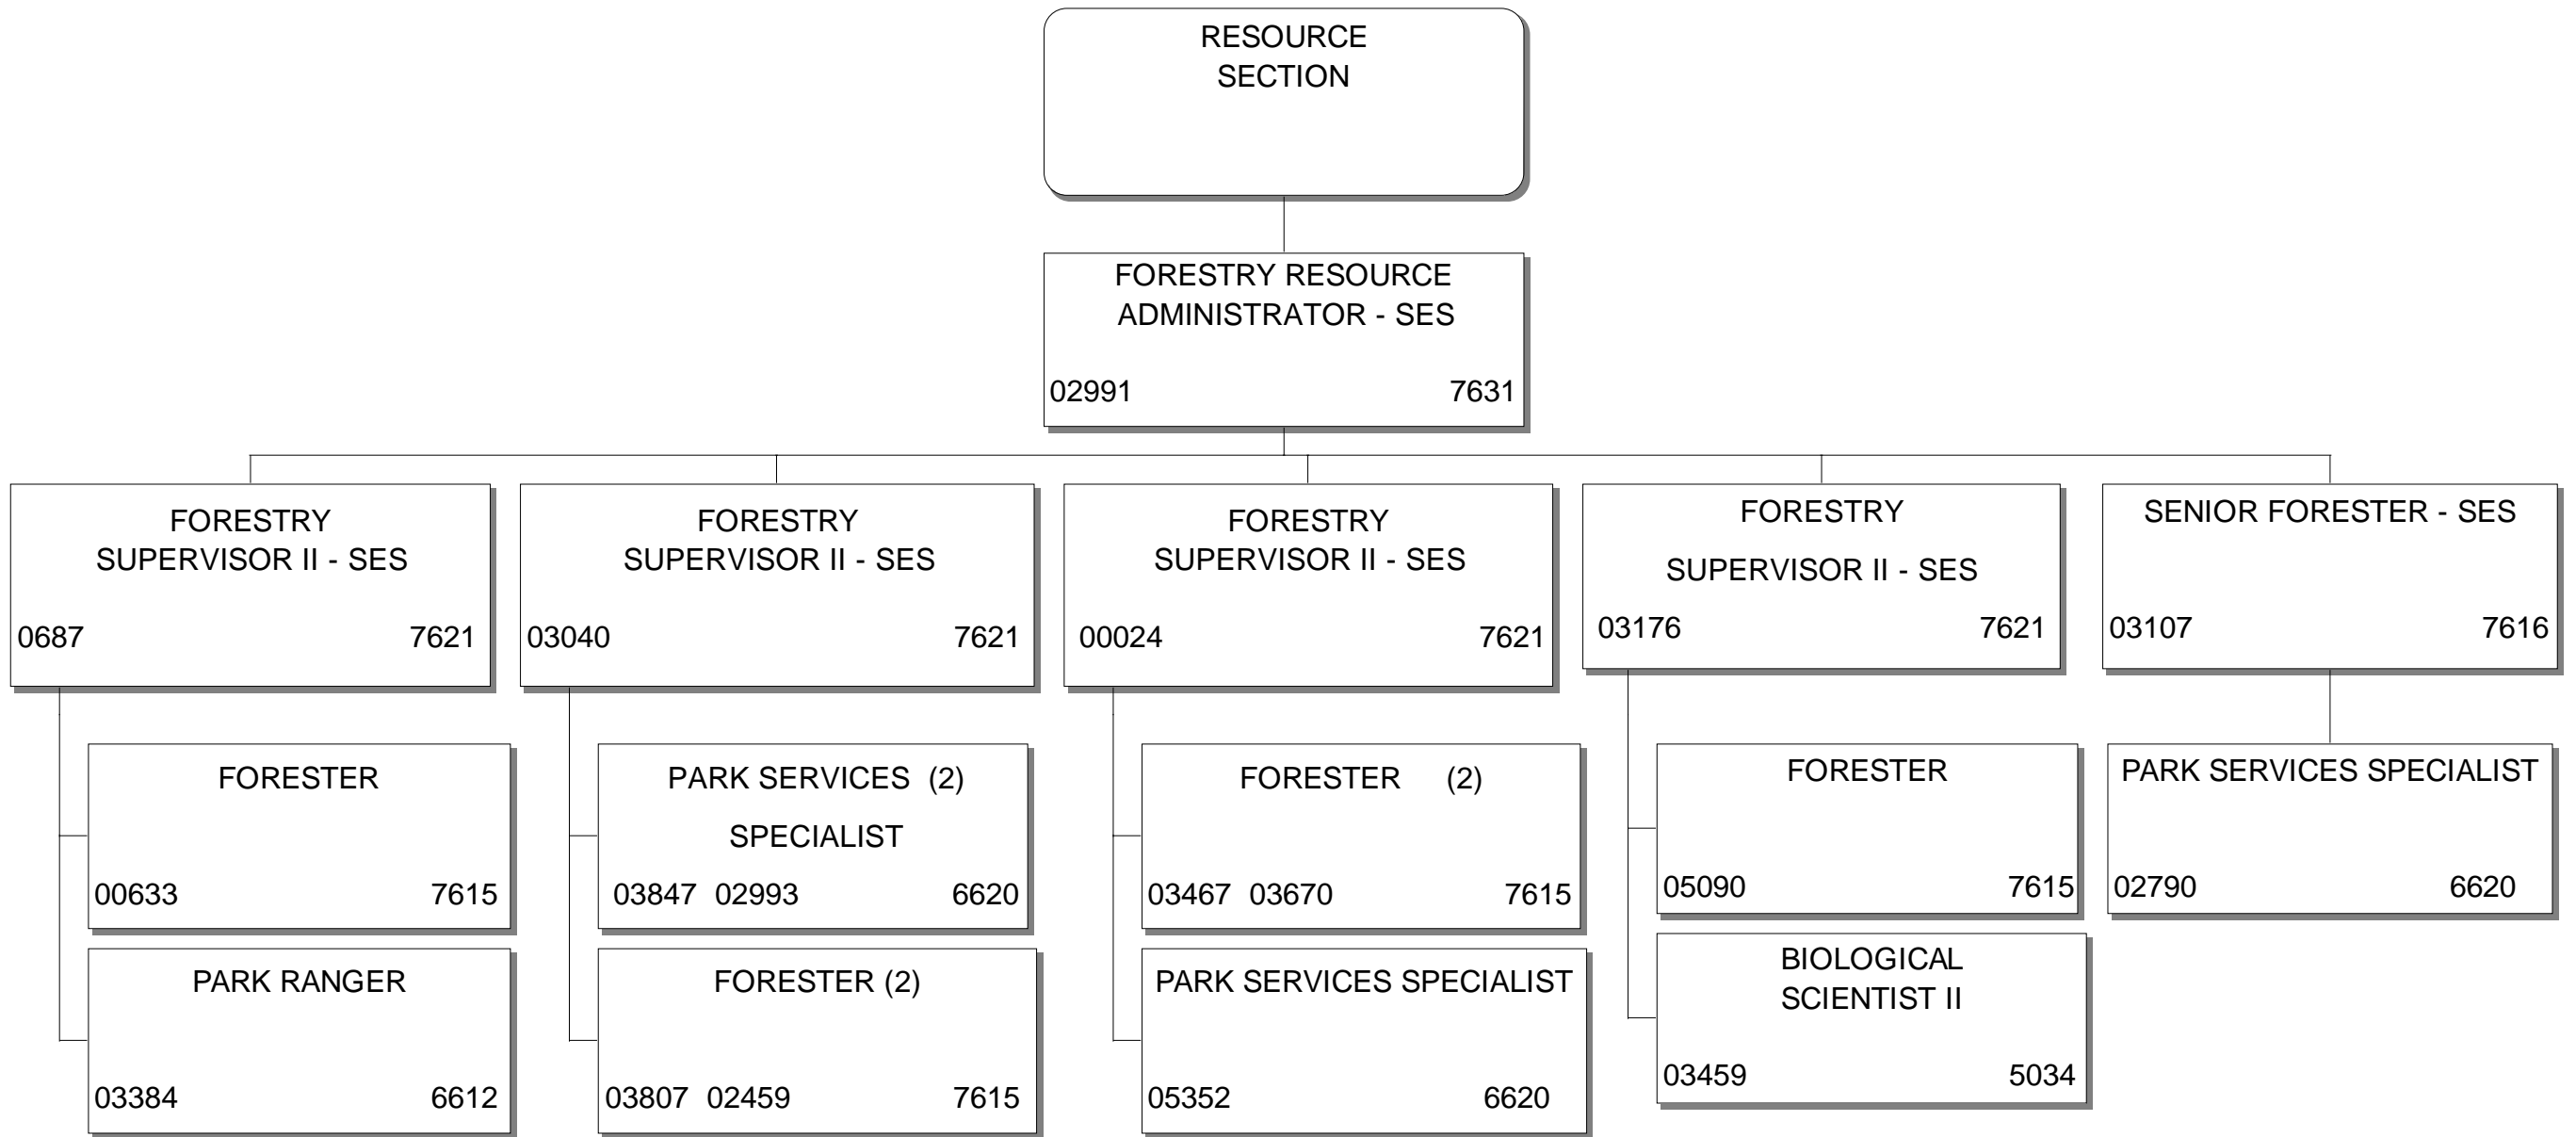 RESOURCE
SECTION
FORESTRY RESOURCE
ADMINISTRATOR - SES
02991 7631
FORESTRY
SUPERVISOR II - SES
0687 7621
FORESTRY
SUPERVISOR II - SES
03040 7621
FORESTRY
SUPERVISOR II - SES
00024 7621
FORESTRY
SUPERVISOR II - SES
03176 7621
SENIOR FORESTER - SES
03107 7616
FORESTER
00633 7615
PARK RANGER
03384 6612
PARK SERVICES (2)
SPECIALIST
03847 02993 6620
FORESTER (2)
03807 02459 7615
FORESTER (2)
03467 03670 7615
PARK SERVICES SPECIALIST
05352 6620
FORESTER
05090 7615
BIOLOGICAL
SCIENTIST II
03459 5034
PARK SERVICES SPECIALIST
02790 6620